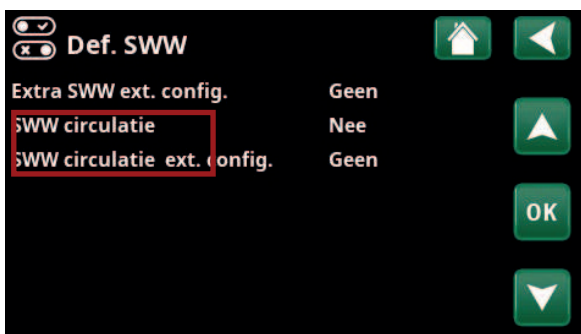 Def. SWW
Extra SWW ext. config. Geen
SWW circulatie Nee
SWW circulatie ext. config. Geen
OK